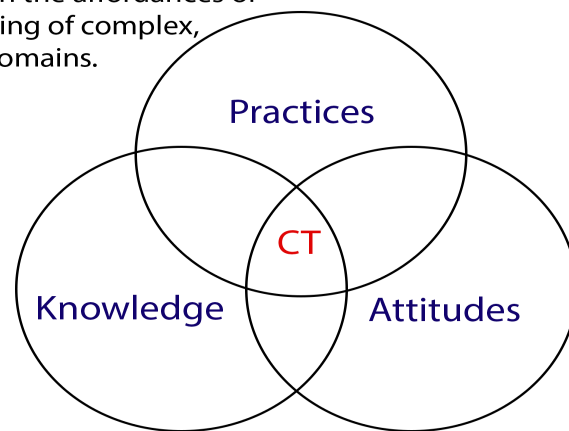 the affordances of
ing of complex,
omains.
Practices
CT
Knowledge
Attitudes